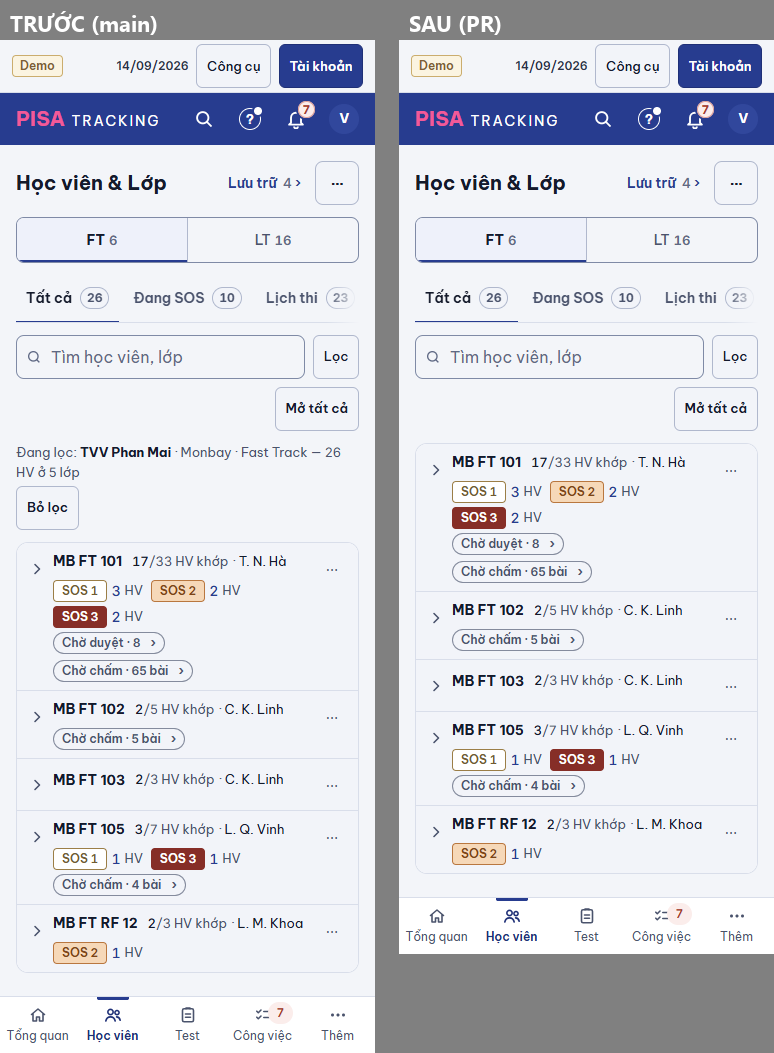 TRƯỚC (main)
Demo 14/09/2026 Công cụ Tài khoản
PISA TRACKING ? 7 V
Học viên & Lớp Lưu trữ 4 › ···
FT 6 LT 16
Tất cả 26 Đang SOS 10 Lịch thi 23
Tìm học viên, lớp Lọc
Mở tất cả
Đang lọc: TVV Phan Mai · Monbay · Fast Track — 26
HV ở 5 lớp
Bỏ lọc
MB FT 101 17/33 HV khớp · T. N. Hà ···
SOS 1 3 HV SOS 2 2 HV
SOS 3 2 HV
Chờ duyệt · 8 ›
Chờ chấm · 65 bài ›
MB FT 102 2/5 HV khớp · C. K. Linh ···
Chờ chấm · 5 bài ›
MB FT 103 2/3 HV khớp · C. K. Linh ···
MB FT 105 3/7 HV khớp · L. Q. Vinh ···
SOS 1 1 HV SOS 3 1 HV
Chờ chấm · 4 bài ›
MB FT RF 12 2/3 HV khớp · L. M. Khoa ···
SOS 2 1 HV
7
Tổng quan Học viên Test Công việc Thêm
SAU (PR)
Demo 14/09/2026 Công cụ Tài khoản
PISA TRACKING ? 7 V
Học viên & Lớp Lưu trữ 4 › ···
FT 6 LT 16
Tất cả 26 Đang SOS 10 Lịch thi 23
Tìm học viên, lớp Lọc
Mở tất cả
MB FT 101 17/33 HV khớp · T. N. Hà ···
SOS 1 3 HV SOS 2 2 HV
SOS 3 2 HV
Chờ duyệt · 8 ›
Chờ chấm · 65 bài ›
MB FT 102 2/5 HV khớp · C. K. Linh ···
Chờ chấm · 5 bài ›
MB FT 103 2/3 HV khớp · C. K. Linh ···
MB FT 105 3/7 HV khớp · L. Q. Vinh ···
SOS 1 1 HV SOS 3 1 HV
Chờ chấm · 4 bài ›
MB FT RF 12 2/3 HV khớp · L. M. Khoa ···
SOS 2 1 HV
7
Tổng quan Học viên Test Công việc Thêm